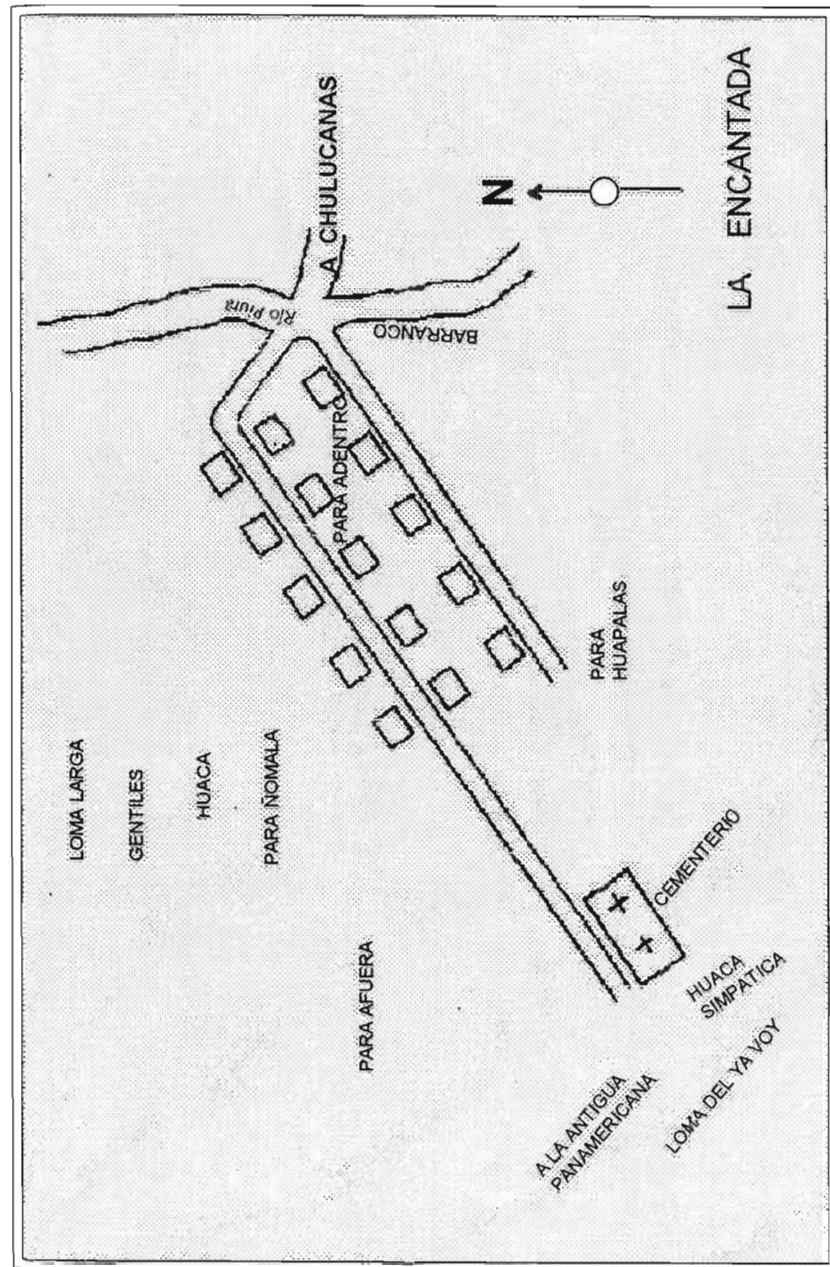 LOMA LARGA
GENTILES
HUACA
PARA ÑOMALA
PARA AFUERA
Río Piura
A CHULUCANAS
BARRANCO
PARA ADENTRO
N
LA ENCANTADA
PARA
HUAPALAS
CEMENTERIO
HUACA
SIMPATICA
LOMA DEL YA VOY
A LA ANTIGUA
PANAMERICANA